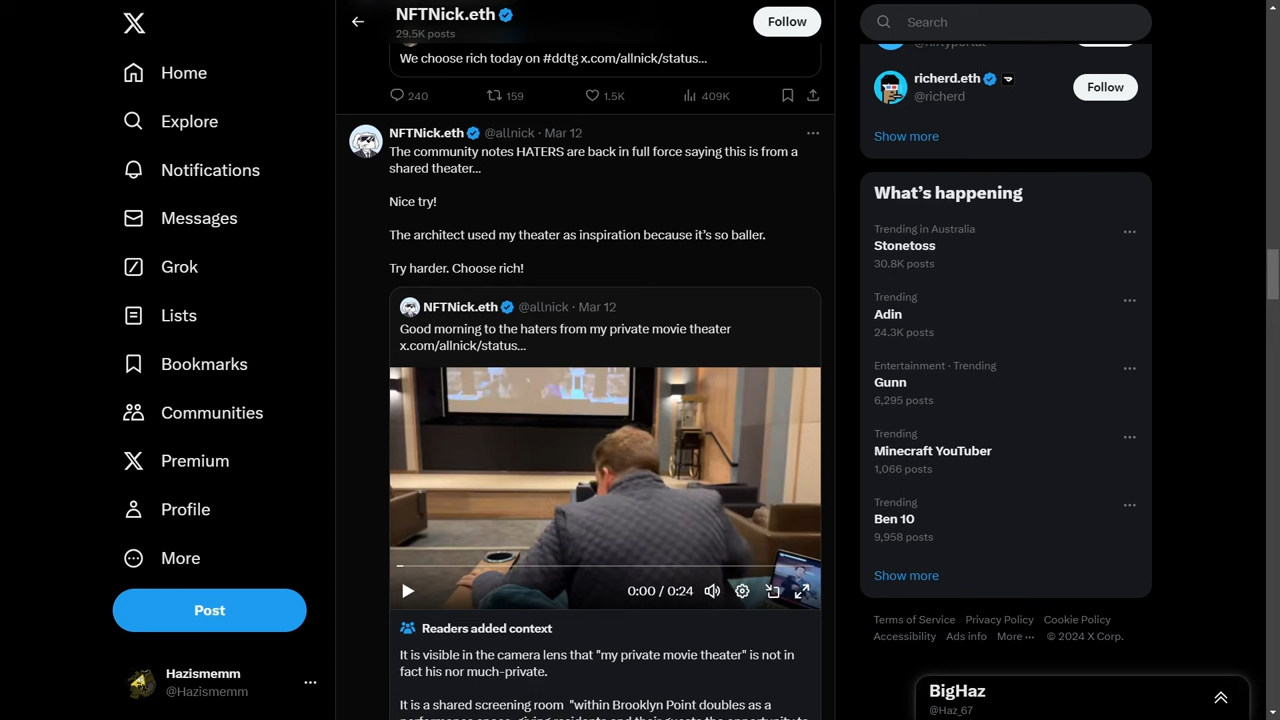 NFTNick.eth
29.5K posts
Follow
We choose rich today on #ddtg x.com/allnick/status...
240
159
1.5K
409K
NFTNick.eth @allnick · Mar 12
The community notes HATERS are back in full force saying this is from a
shared theater...
Nice try!
The architect used my theater as inspiration because it's so baller.
Try harder. Choose rich!
NFTNick.eth @allnick · Mar 12
Good morning to the haters from my private movie theater
x.com/allnick/status...
0:00 / 0:24
Readers added context
It is visible in the camera lens that "my private movie theater" is not in
fact his nor much-private.
It is a shared screening room "within Brooklyn Point doubles as a
Home
Explore
Notifications
Messages
Grok
Lists
Bookmarks
Communities
Premium
Profile
More
Post
Hazismemm
@Hazismemm
Search
richerd.eth
@richerd
Follow
Show more
What's happening
Trending in Australia
Stonetoss
30.8K posts
Trending
Adin
24.3K posts
Entertainment · Trending
Gunn
6,295 posts
Trending
Minecraft YouTuber
1,066 posts
Trending
Ben 10
9,958 posts
Show more
Terms of Service Privacy Policy Cookie Policy
Accessibility Ads info More ··· © 2024 X Corp.
BigHaz
@Haz_67